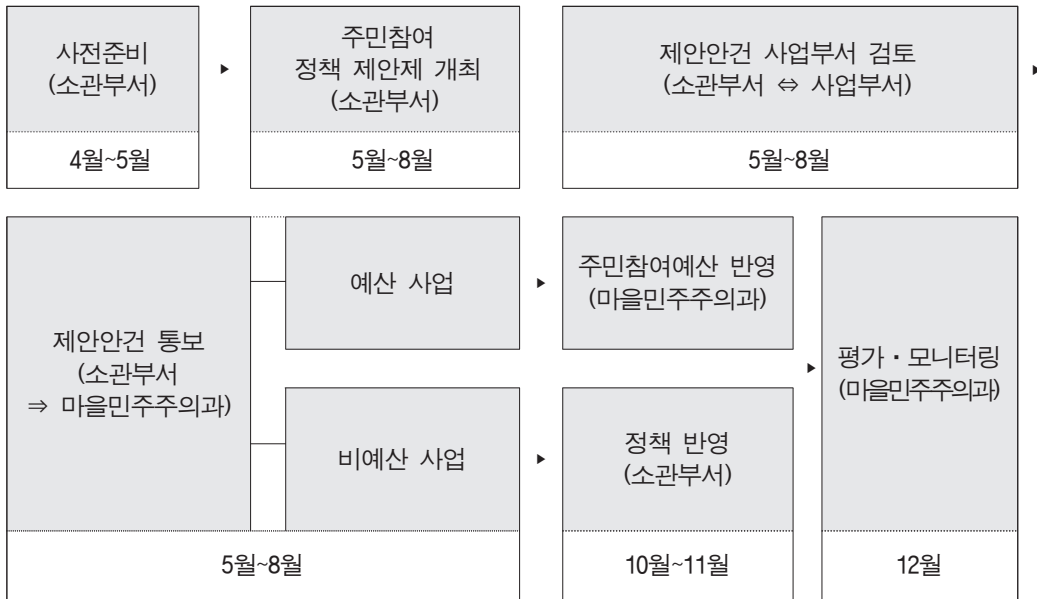 사전준비
(소관부서)
▶
주민참여
정책 제안제 개최
(소관부서)
▶
제안안건 사업부서 검토
(소관부서 ⇔ 사업부서)
▶
4월~5월
5월~8월
5월~8월
제안안건 통보
(소관부서
⇒ 마을민주주의과)
예산 사업
▶
주민참여예산 반영
(마을민주주의과)
비예산 사업
▶
정책 반영
(소관부서)
▶
평가・모니터링
(마을민주주의과)
5월~8월
10월~11월
12월